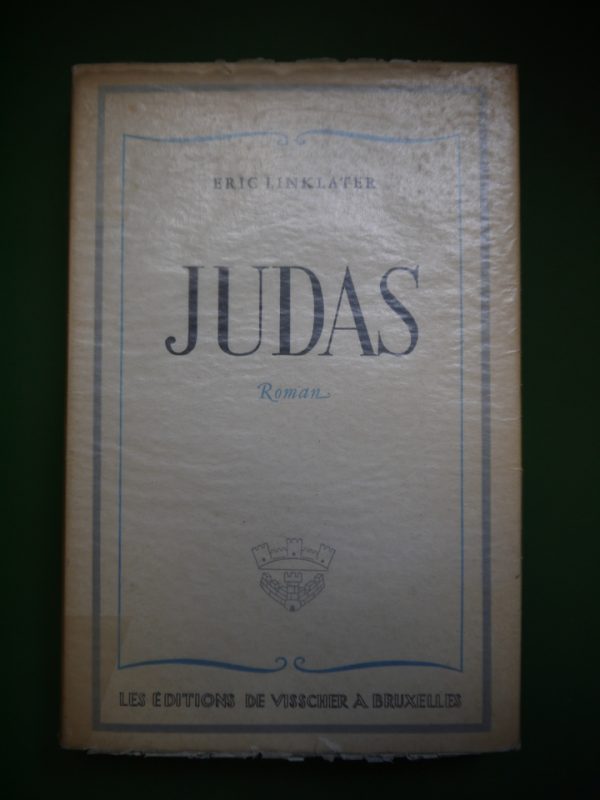 ERIC LINKLATER
JUDAS
Roman
LES ÉDITIONS DE VISSCHER A BRUXELLES